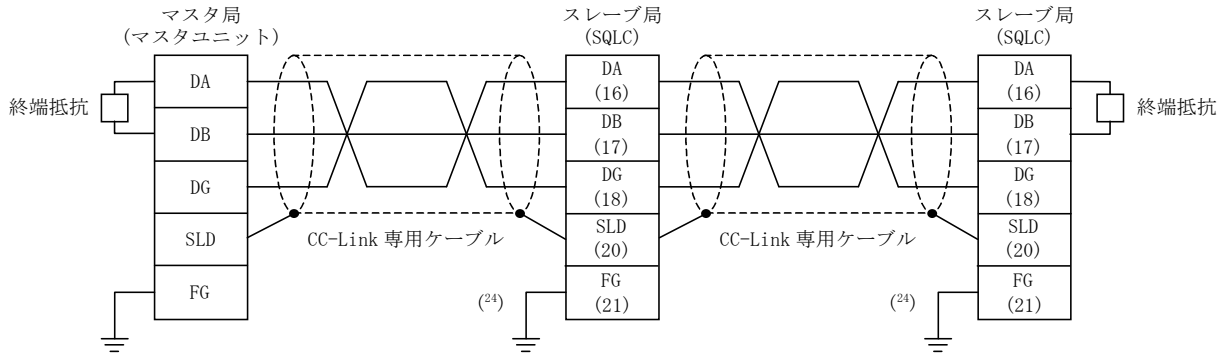 マスタ局
(マスタユニット)
スレーブ局
(SQLC)
スレーブ局
(SQLC)
終端抵抗
DA
DB
DG
SLD
FG
CC-Link 専用ケーブル
DA
(16)
DB
(17)
DG
(18)
SLD
(20)
FG
(21)
(24)
CC-Link 専用ケーブル
DA
(16)
DB
(17)
DG
(18)
SLD
(20)
FG
(21)
(24)
終端抵抗